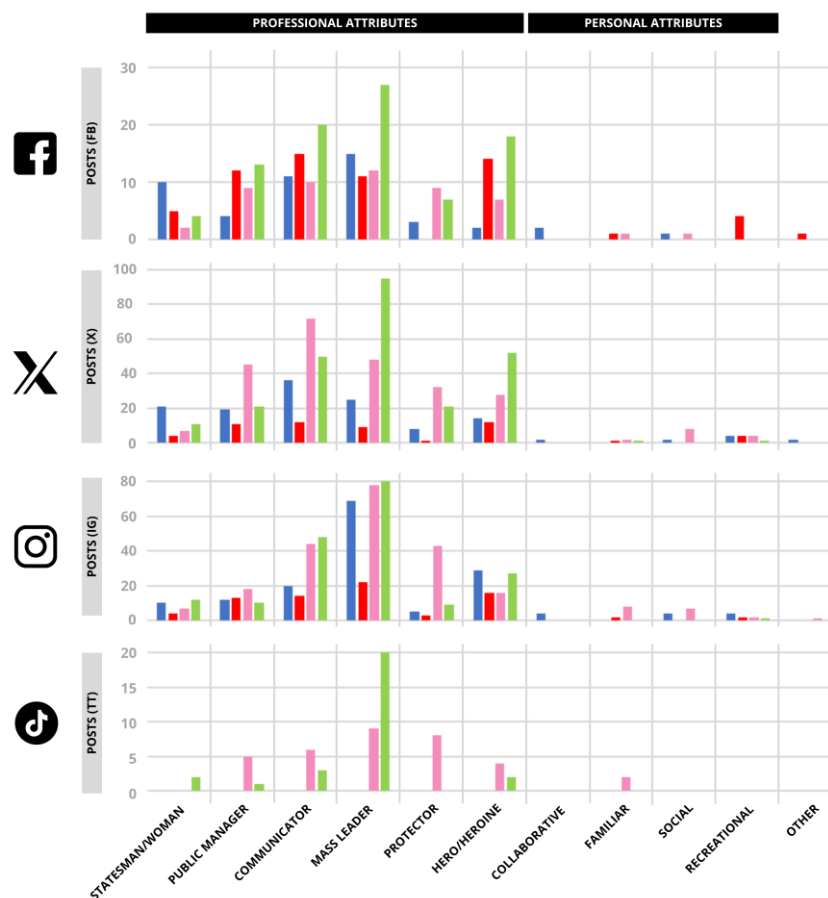 PROFESSIONAL ATTRIBUTES
PERSONAL ATTRIBUTES
POSTS (FB)
30
20
10
0
POSTS (X)
100
80
60
40
20
0
POSTS (IG)
80
60
40
20
0
POSTS (TT)
20
15
10
5
0
STATESMAN/WOMAN
PUBLIC MANAGER
COMMUNICATOR
MASS LEADER
PROTECTOR
HERO/HEROINE
COLLABORATIVE
FAMILIAR
SOCIAL
RECREATIONAL
OTHER